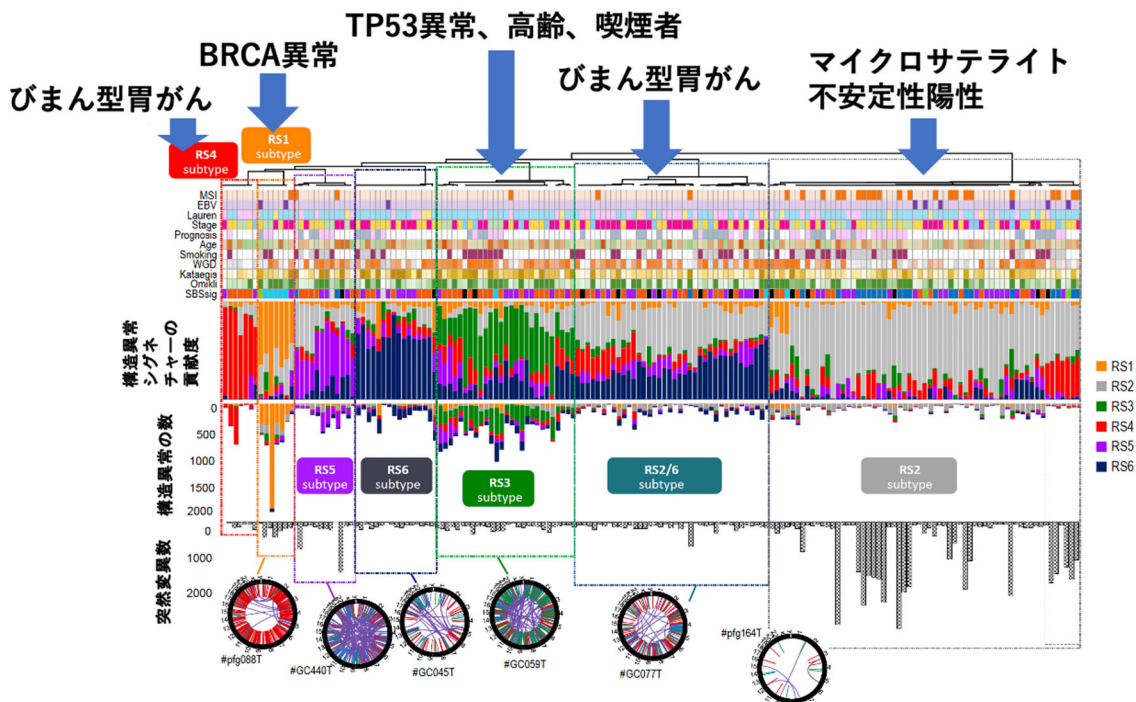 TP53異常、高齢、喫煙者
BRCA異常
びまん型胃がん
びまん型胃がん
マイクロサテライト
不安定性陽性
RS4
subtype
RS1
subtype
MSI
EBV
Lauren
Stage
Prognosis
Age
Smoking
WGD
Kataegis
Omikli
SBSsig
構造異常
シグネ
チャーの
貢献度
RS1
RS2
RS3
RS4
RS5
RS6
構造異常の数
0
500
1000
1500
2000
RS5
subtype
RS6
subtype
RS3
subtype
RS2/6
subtype
RS2
subtype
突然変異数
0
1000
2000
#pfg088T
#GC440T
#GC045T
#GC059T
#GC077T
#pfg164T